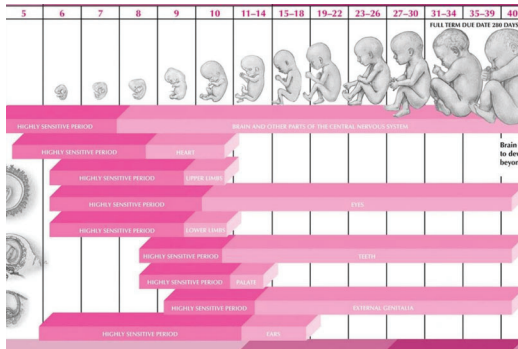 5 6 7 8 9 10 11–14 15–18 19–22 23–26 27–30 31–34 35–39 40
FULL TERM DUE DATE 280 DAYS
HIGHLY SENSITIVE PERIOD BRAIN AND OTHER PARTS OF THE CENTRAL NERVOUS SYSTEM
Brain
to dev
beyon
HIGHLY SENSITIVE PERIOD HEART
HIGHLY SENSITIVE PERIOD UPPER LIMBS
HIGHLY SENSITIVE PERIOD EYES
HIGHLY SENSITIVE PERIOD LOWER LIMBS
HIGHLY SENSITIVE PERIOD TEETH
HIGHLY SENSITIVE PERIOD PALATE
HIGHLY SENSITIVE PERIOD EXTERNAL GENITALIA
HIGHLY SENSITIVE PERIOD EARS